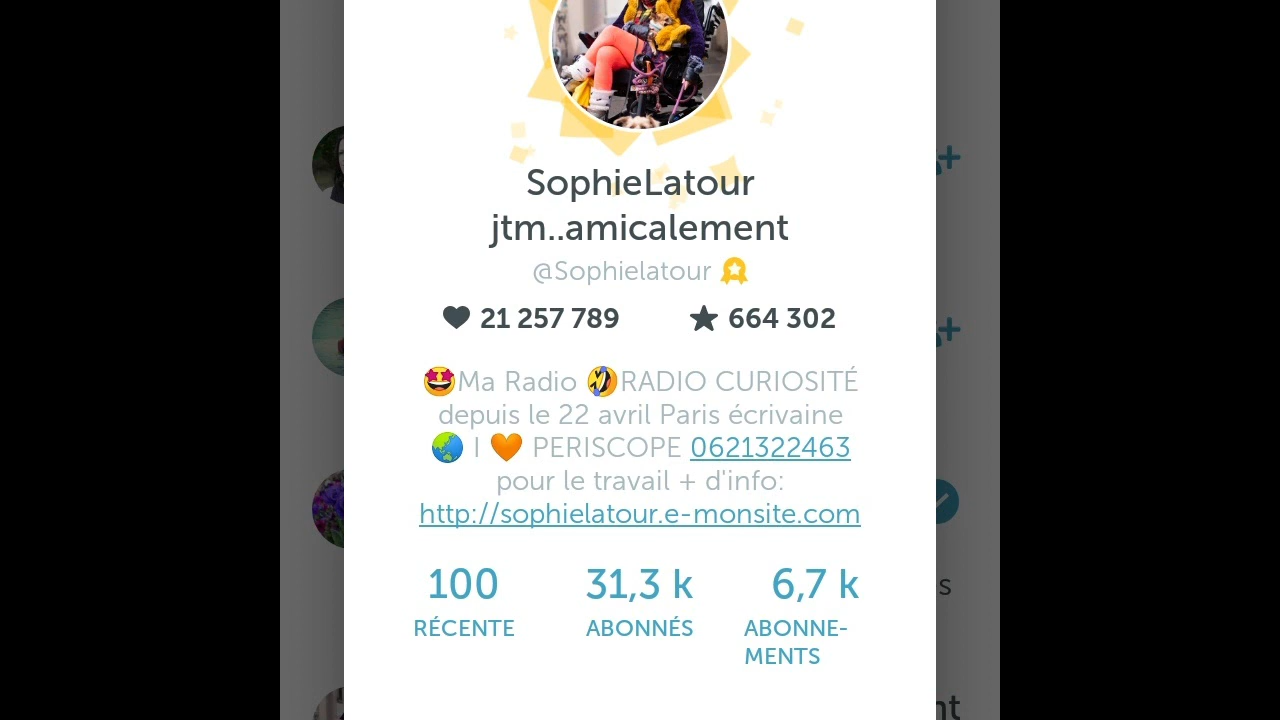 SophieLatour
jtm..amicalement
@Sophielatour
21 257 789
664 302
🤩Ma Radio 🤣RADIO CURIOSITÉ
depuis le 22 avril Paris écrivaine
🌏 I 🧡 PERISCOPE 0621322463
pour le travail + d'info:
http://sophielatour.e-monsite.com
100
31,3 k
6,7 k
RÉCENTE
ABONNÉS
ABONNE-
MENTS